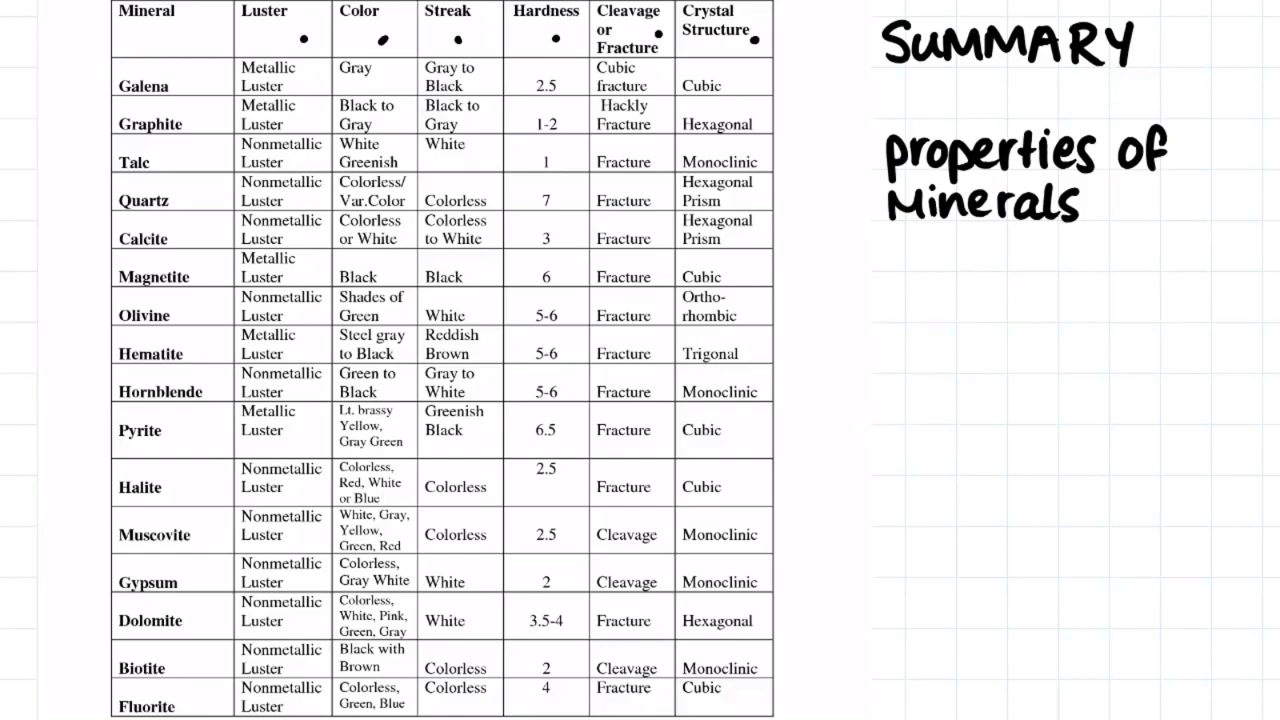 Mineral Luster Color Streak Hardness Cleavage or Fracture Crystal Structure
Galena Metallic Luster Gray Gray to Black 2.5 Cubic fracture Cubic
Graphite Metallic Luster Black to Gray Black to Gray 1-2 Hackly Fracture Hexagonal
Talc Nonmetallic Luster White Greenish White 1 Fracture Monoclinic
Quartz Nonmetallic Luster Colorless/ Var.Color Colorless 7 Fracture Hexagonal Prism
Calcite Nonmetallic Luster Colorless or White Colorless to White 3 Fracture Hexagonal Prism
Magnetite Metallic Luster Black Black 6 Fracture Cubic
Olivine Nonmetallic Luster Shades of Green White 5-6 Fracture Ortho- rhombic
Hematite Metallic Luster Steel gray to Black Reddish Brown 5-6 Fracture Trigonal
Hornblende Nonmetallic Luster Green to Black Gray to White 5-6 Fracture Monoclinic
Pyrite Metallic Luster Lt. brassy Yellow, Gray Green Greenish Black 6.5 Fracture Cubic
Halite Nonmetallic Luster Colorless, Red, White or Blue Colorless 2.5 Fracture Cubic
Muscovite Nonmetallic Luster White, Gray, Yellow, Green, Red Colorless 2.5 Cleavage Monoclinic
Gypsum Nonmetallic Luster Colorless, Gray White White 2 Cleavage Monoclinic
Dolomite Nonmetallic Luster Colorless, White, Pink, Green, Gray White 3.5-4 Fracture Hexagonal
Biotite Nonmetallic Luster Black with Brown Colorless 2 Cleavage Monoclinic
Fluorite Nonmetallic Luster Colorless, Green, Blue Colorless 4 Fracture Cubic
SUMMARY
properties of
Minerals